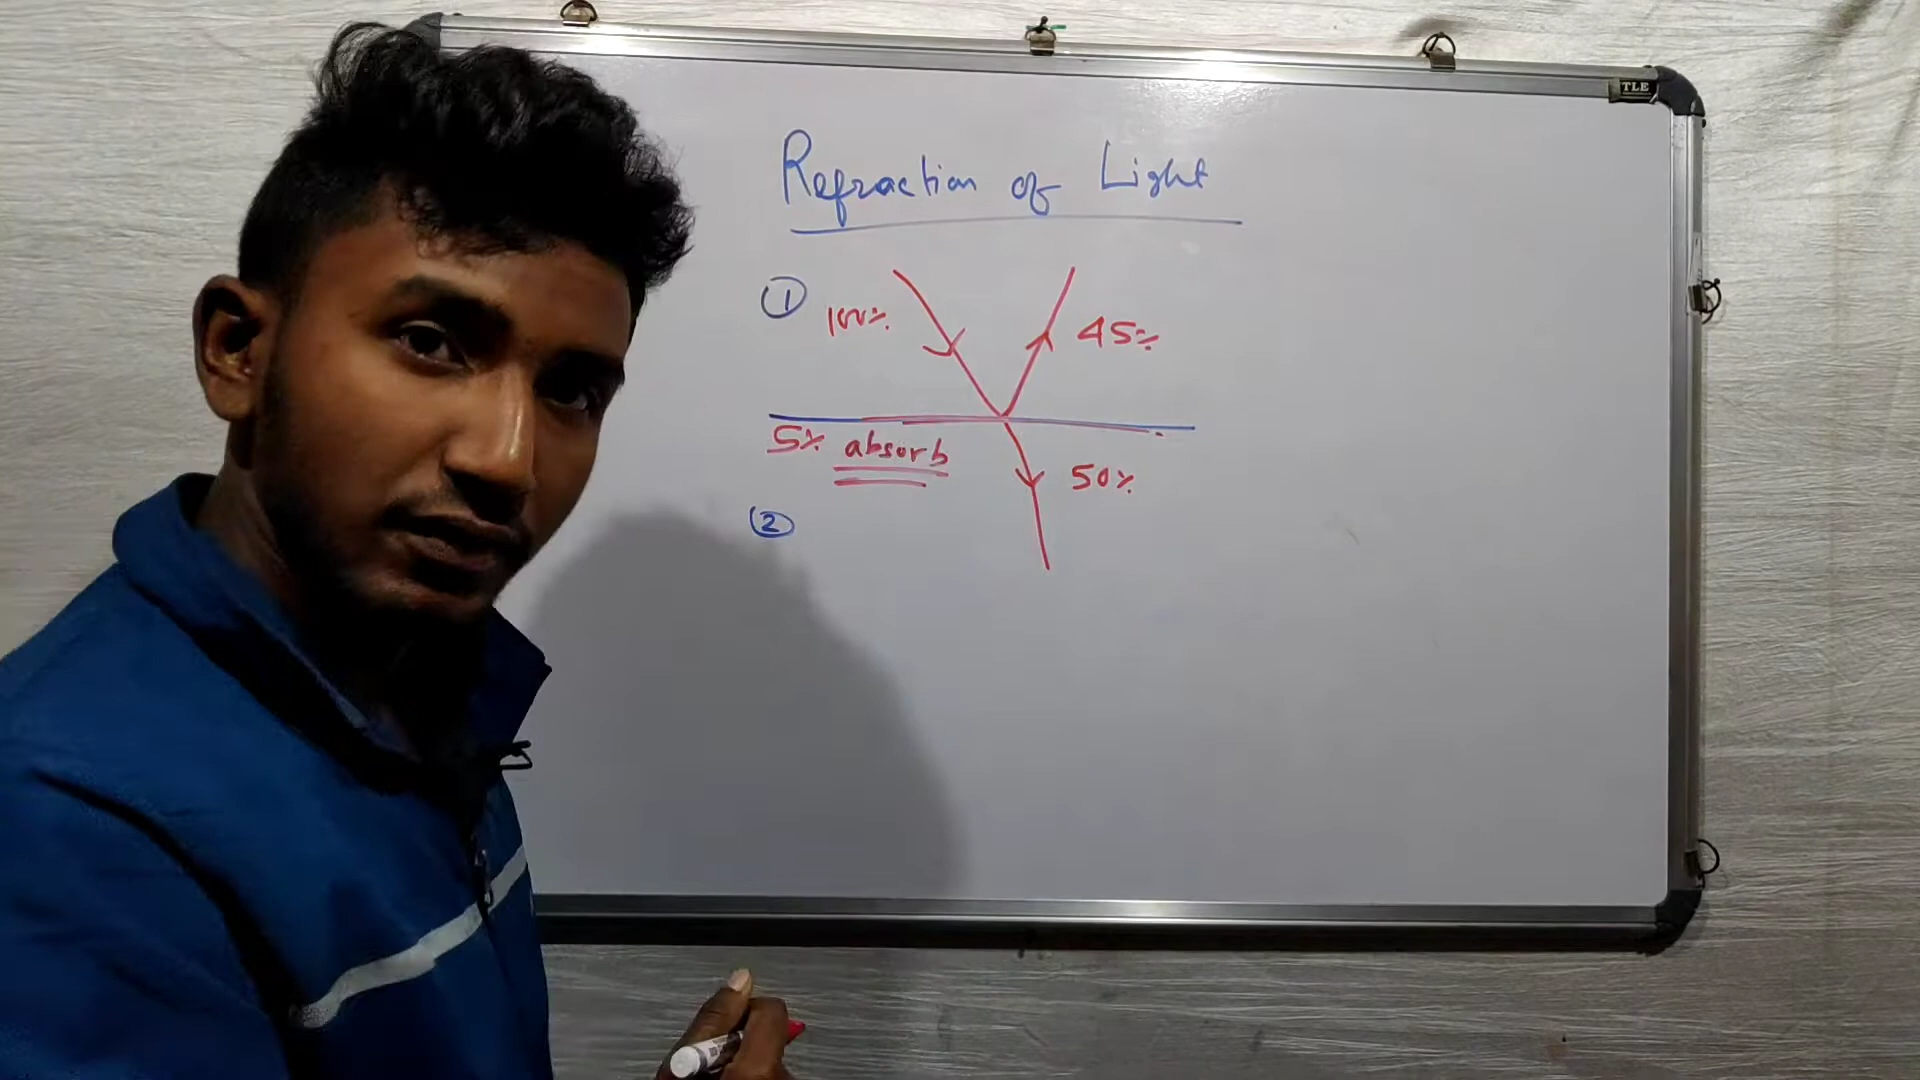 TLE
Refraction of Light
① 100% 45%
5% absorb 50%
②